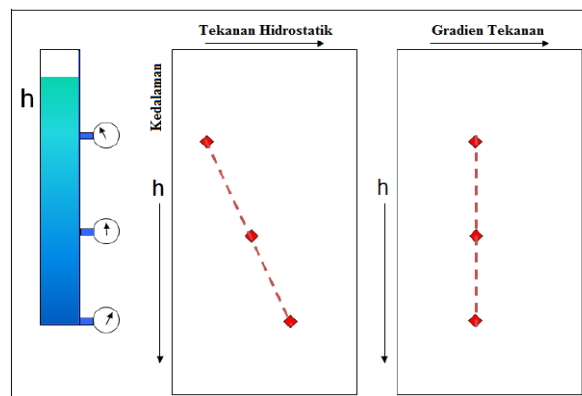 Tekanan Hidrostatik
Gradien Tekanan
h
Kedalaman
h
h